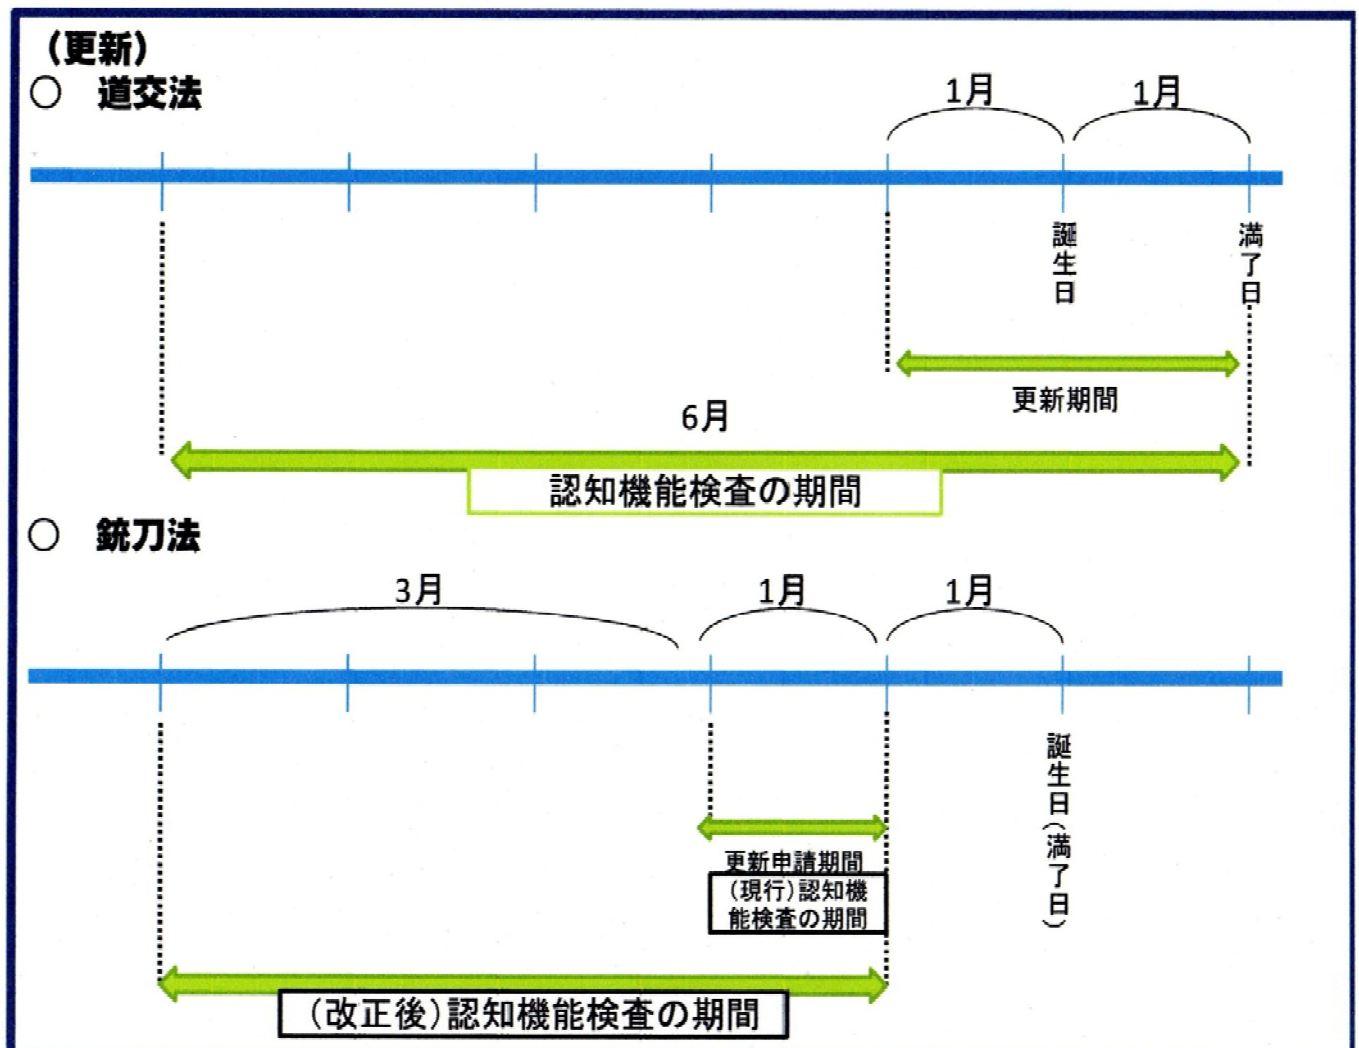 （更新）
○ 道交法
1月 1月
誕生日
満了日
更新期間
6月
認知機能検査の期間
○ 銃刀法
3月 1月 1月
誕生日(満了日)
更新申請期間
(現行)認知機
能検査の期間
(改正後)認知機能検査の期間